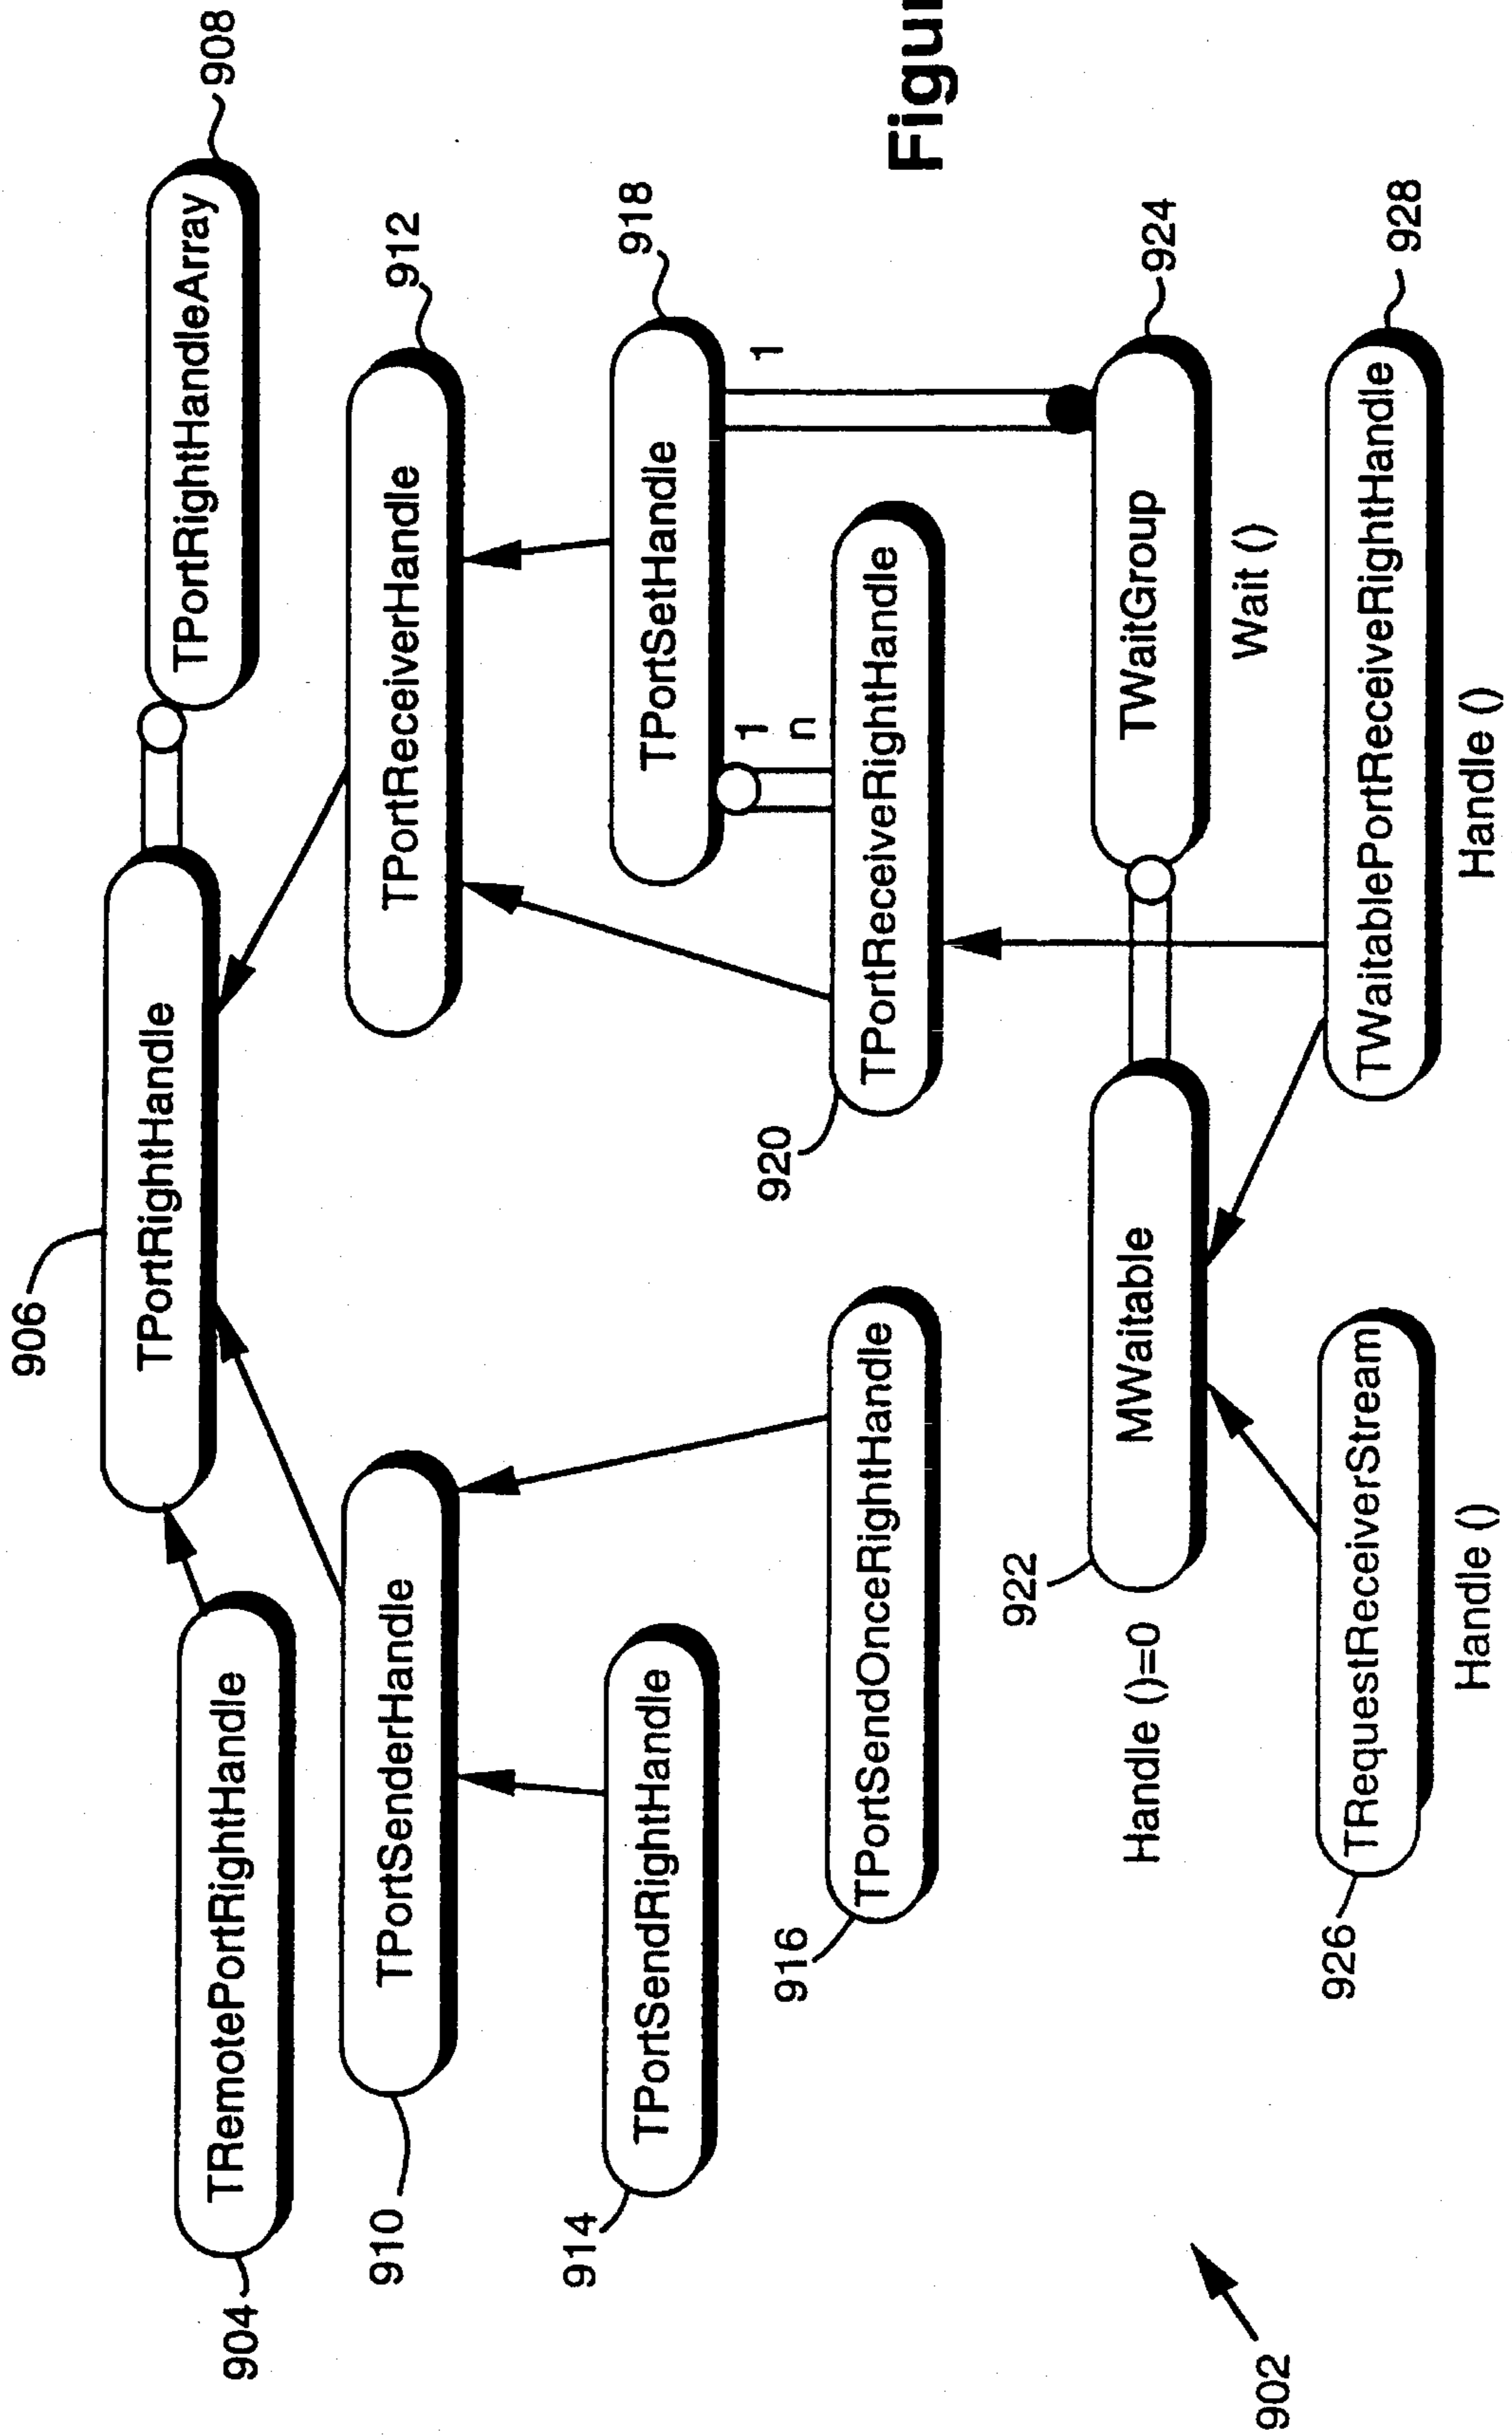 906
TPortRightHandle
TPortRightHandleArray
908
904
TRemotePortRightHandle
910
TPortSenderHandle
TPortReceiverHandle
912
914
TPortSendRightHandle
TPortSetHandle
918
1
n
1
916
TPortSendOnceRightHandle
920
TPortReceiveRightHandle
922
Handle ()=0
MWaitable
TWaitGroup
924
Wait ()
926
TRequestReceiverStream
Handle ()
TWaitablePortReceiveRightHandle
928
Handle ()
902